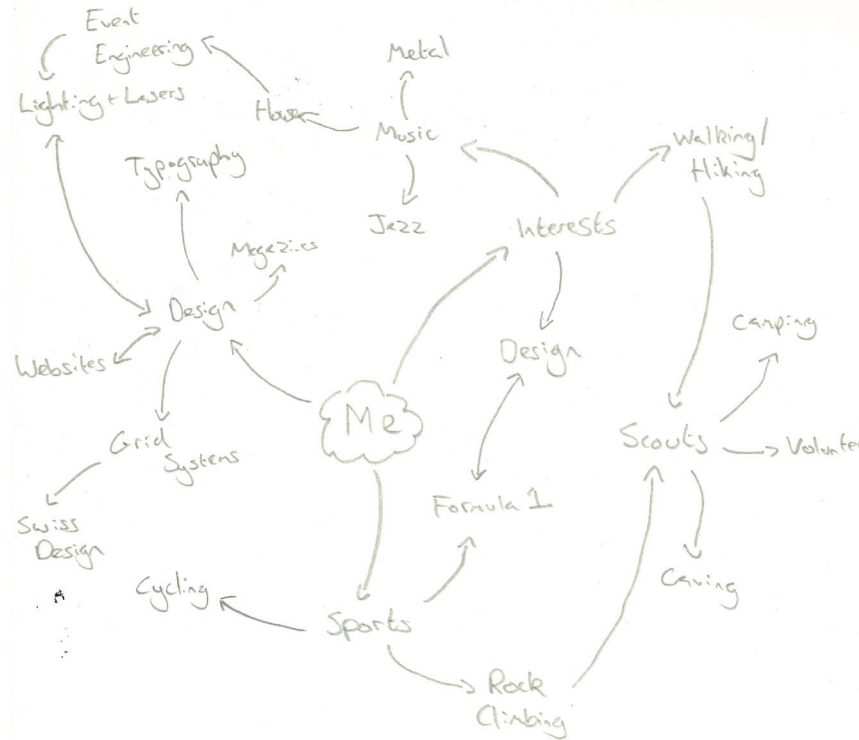 Event
Engineering
Lighting + Lasers
Metal
Music
Jazz
Walking/
Hiking
Typography
Interests
Design
Websites
Design
Camping
Me
Grid
Systems
Scouts
Swiss
Design
Formula 1
Caving
Cycling
Sports
Rock
Climbing